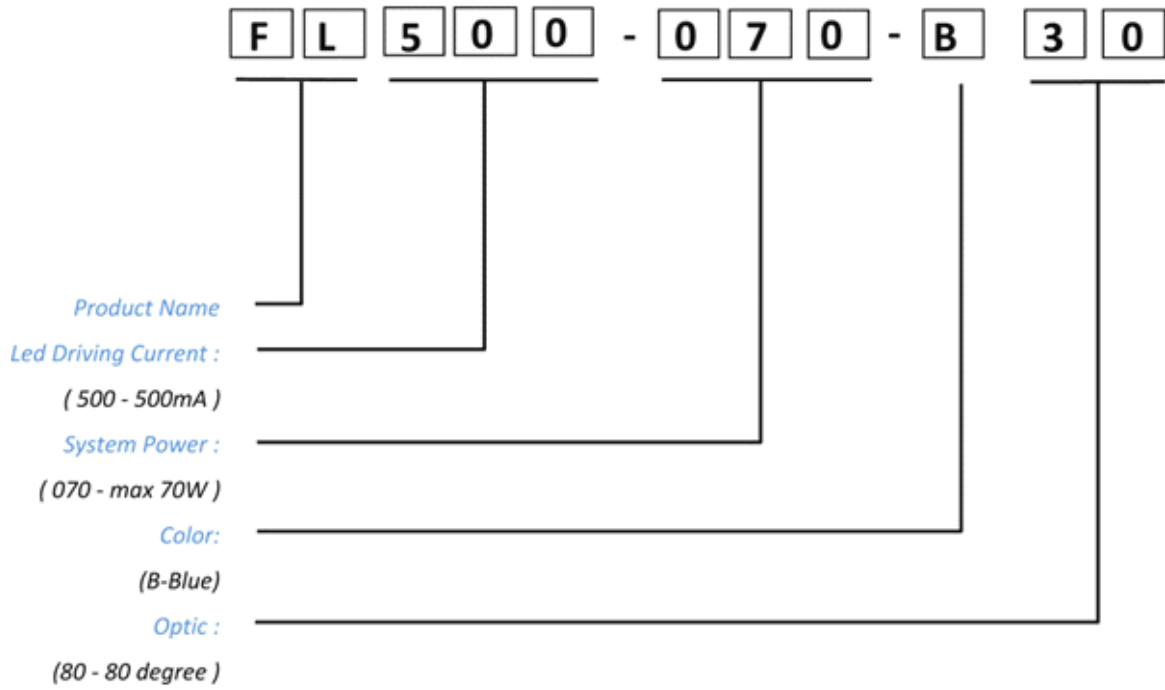 F L 5 0 0 - 0 7 0 - B 3 0
Product Name
Led Driving Current :
( 500 - 500mA )
System Power :
( 070 - max 70W )
Color:
(B-Blue)
Optic :
(80 - 80 degree )